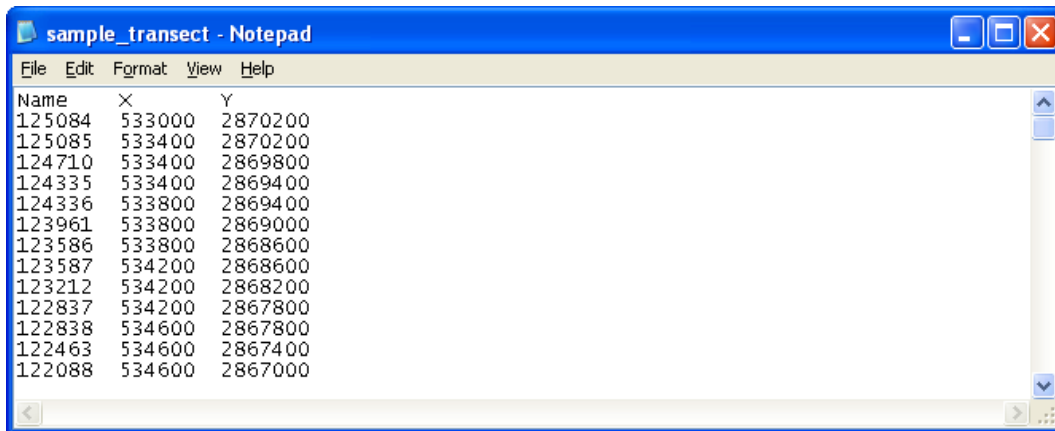 sample_transect - Notepad
File Edit Format View Help
Name X Y
125084 533000 2870200
125085 533400 2870200
124710 533400 2869800
124335 533400 2869400
124336 533800 2869400
123961 533800 2869000
123586 533800 2868600
123587 534200 2868600
123212 534200 2868200
122837 534200 2867800
122838 534600 2867800
122463 534600 2867400
122088 534600 2867000